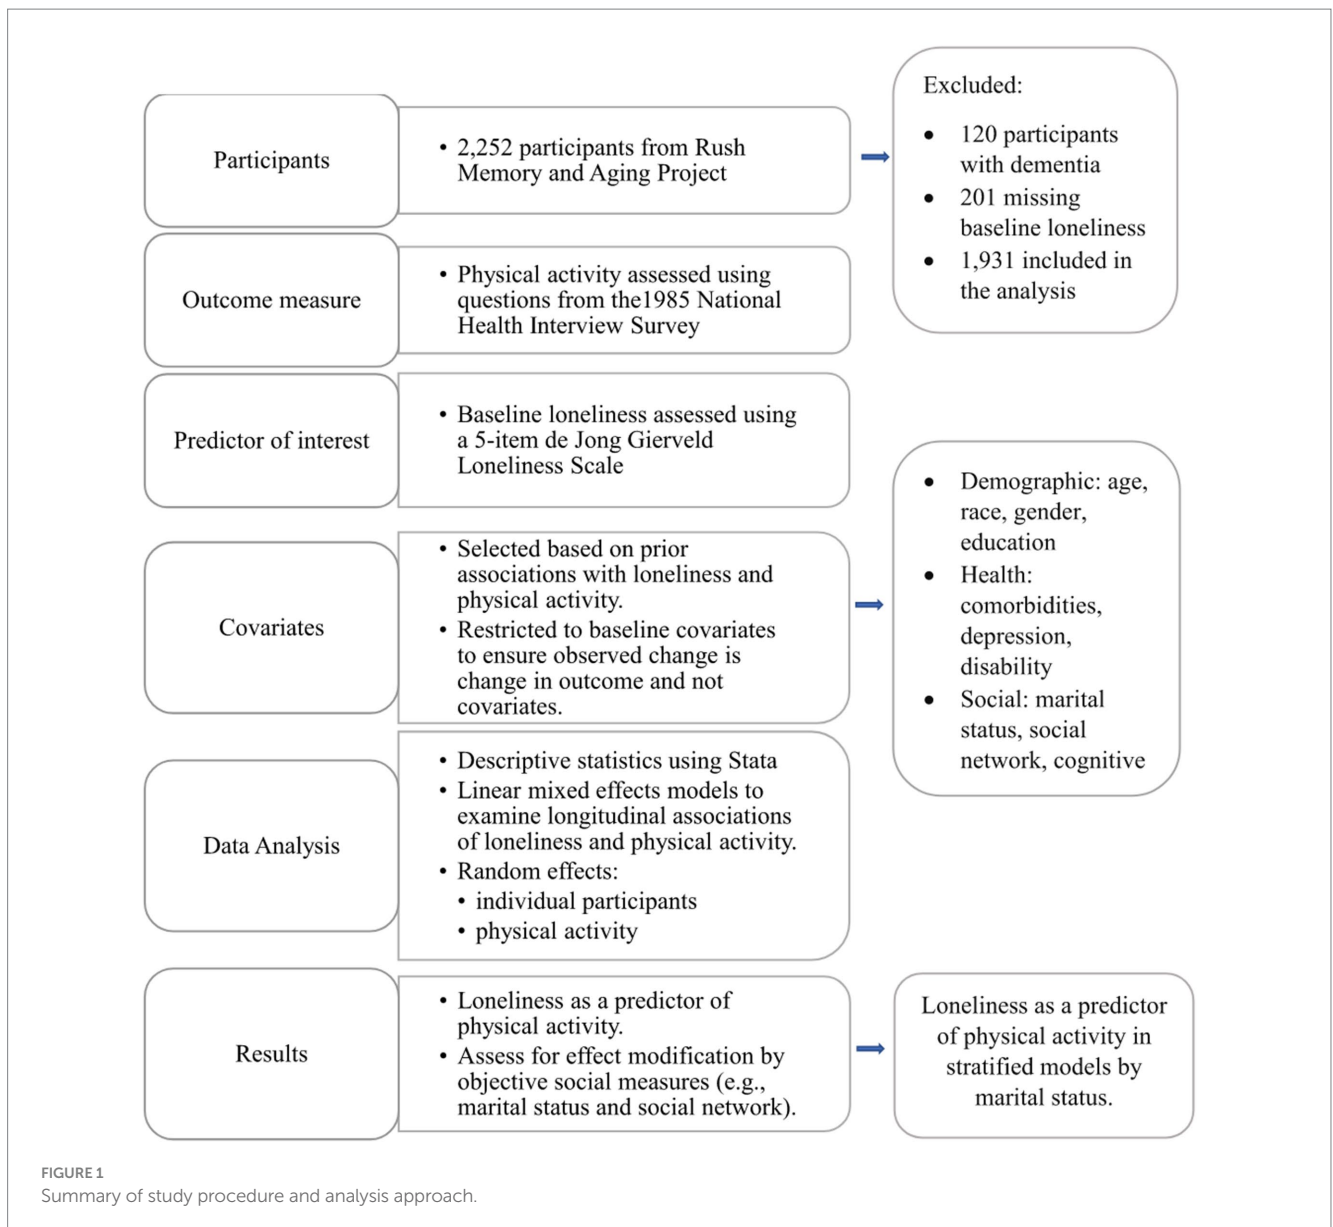 Participants
• 2,252 participants from Rush
Memory and Aging Project
Excluded:
• 120 participants
with dementia
• 201 missing
baseline loneliness
• 1,931 included in
the analysis
Outcome measure
• Physical activity assessed using
questions from the1985 National
Health Interview Survey
Predictor of interest
• Baseline loneliness assessed using
a 5-item de Jong Gierveld
Loneliness Scale
Covariates
• Selected based on prior
associations with loneliness and
physical activity.
• Restricted to baseline covariates
to ensure observed change is
change in outcome and not
covariates.
• Demographic: age,
race, gender,
education
• Health:
comorbidities,
depression,
disability
• Social: marital
status, social
network, cognitive
Data Analysis
• Descriptive statistics using Stata
• Linear mixed effects models to
examine longitudinal associations
of loneliness and physical activity.
• Random effects:
• individual participants
• physical activity
Results
• Loneliness as a predictor of
physical activity.
• Assess for effect modification by
objective social measures (e.g.,
marital status and social network).
Loneliness as a predictor
of physical activity in
stratified models by
marital status.
FIGURE 1
Summary of study procedure and analysis approach.